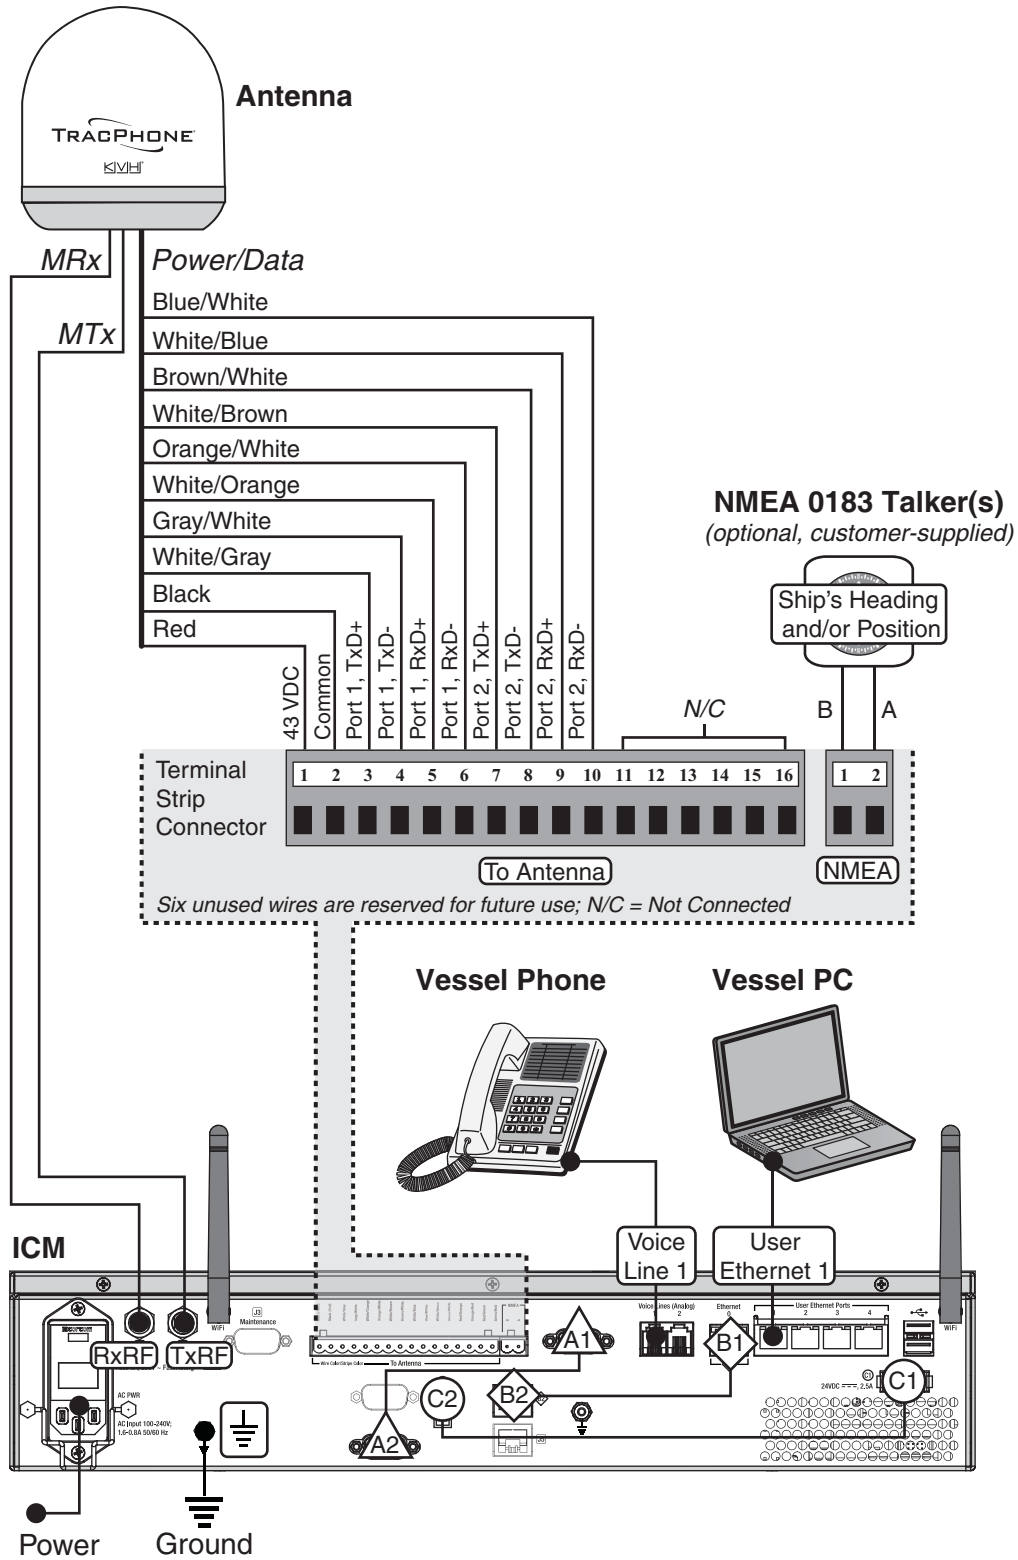 Antenna
TRACPHONE
KVH
MRx
Power/Data
Blue/White
MTx
White/Blue
Brown/White
White/Brown
Orange/White
White/Orange
Gray/White
White/Gray
Black
Red
NMEA 0183 Talker(s)
(optional, customer-supplied)
Ship's Heading
and/or Position
43 VDC
Common
Port 1, TxD+
Port 1, TxD-
Port 1, RxD+
Port 1, RxD-
Port 2, TxD+
Port 2, TxD-
Port 2, RxD+
Port 2, RxD-
N/C
B A
Terminal
Strip
Connector
1 2 3 4 5 6 7 8 9 10 11 12 13 14 15 16
1 2
To Antenna
NMEA
Six unused wires are reserved for future use; N/C = Not Connected
Vessel Phone
Vessel PC
ICM
Voice
Line 1
User
Ethernet 1
WiFi
J3
Maintenance
NMEA
Voice Lines (Analog)
2
Ethernet
0
User Ethernet Ports
2 3 4
WiFi
RxRF
TxRF
Wire Color/Stripe Color
To Antenna
A1
B1
C1
24VDC
2.5A
A2
C2
B2
AC PWR
AC Input 100-240V;
1.6-0.8A 50/60 Hz
Power
Ground